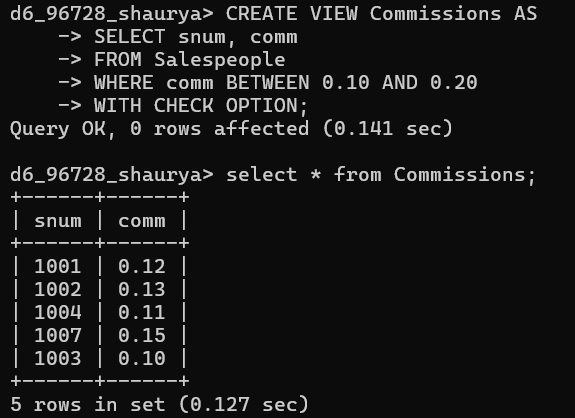 d6_96728_shaurya> CREATE VIEW Commissions AS
    -> SELECT snum, comm
    -> FROM Salespeople
    -> WHERE comm BETWEEN 0.10 AND 0.20
    -> WITH CHECK OPTION;
Query OK, 0 rows affected (0.141 sec)

d6_96728_shaurya> select * from Commissions;
+------+------+
| snum | comm |
+------+------+
| 1001 | 0.12 |
| 1002 | 0.13 |
| 1004 | 0.11 |
| 1007 | 0.15 |
| 1003 | 0.10 |
+------+------+
5 rows in set (0.127 sec)